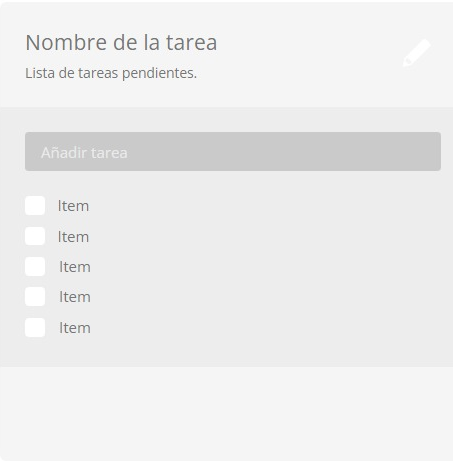 Nombre de la tarea
Lista de tareas pendientes.
Añadir tarea
Item
Item
Item
Item
Item